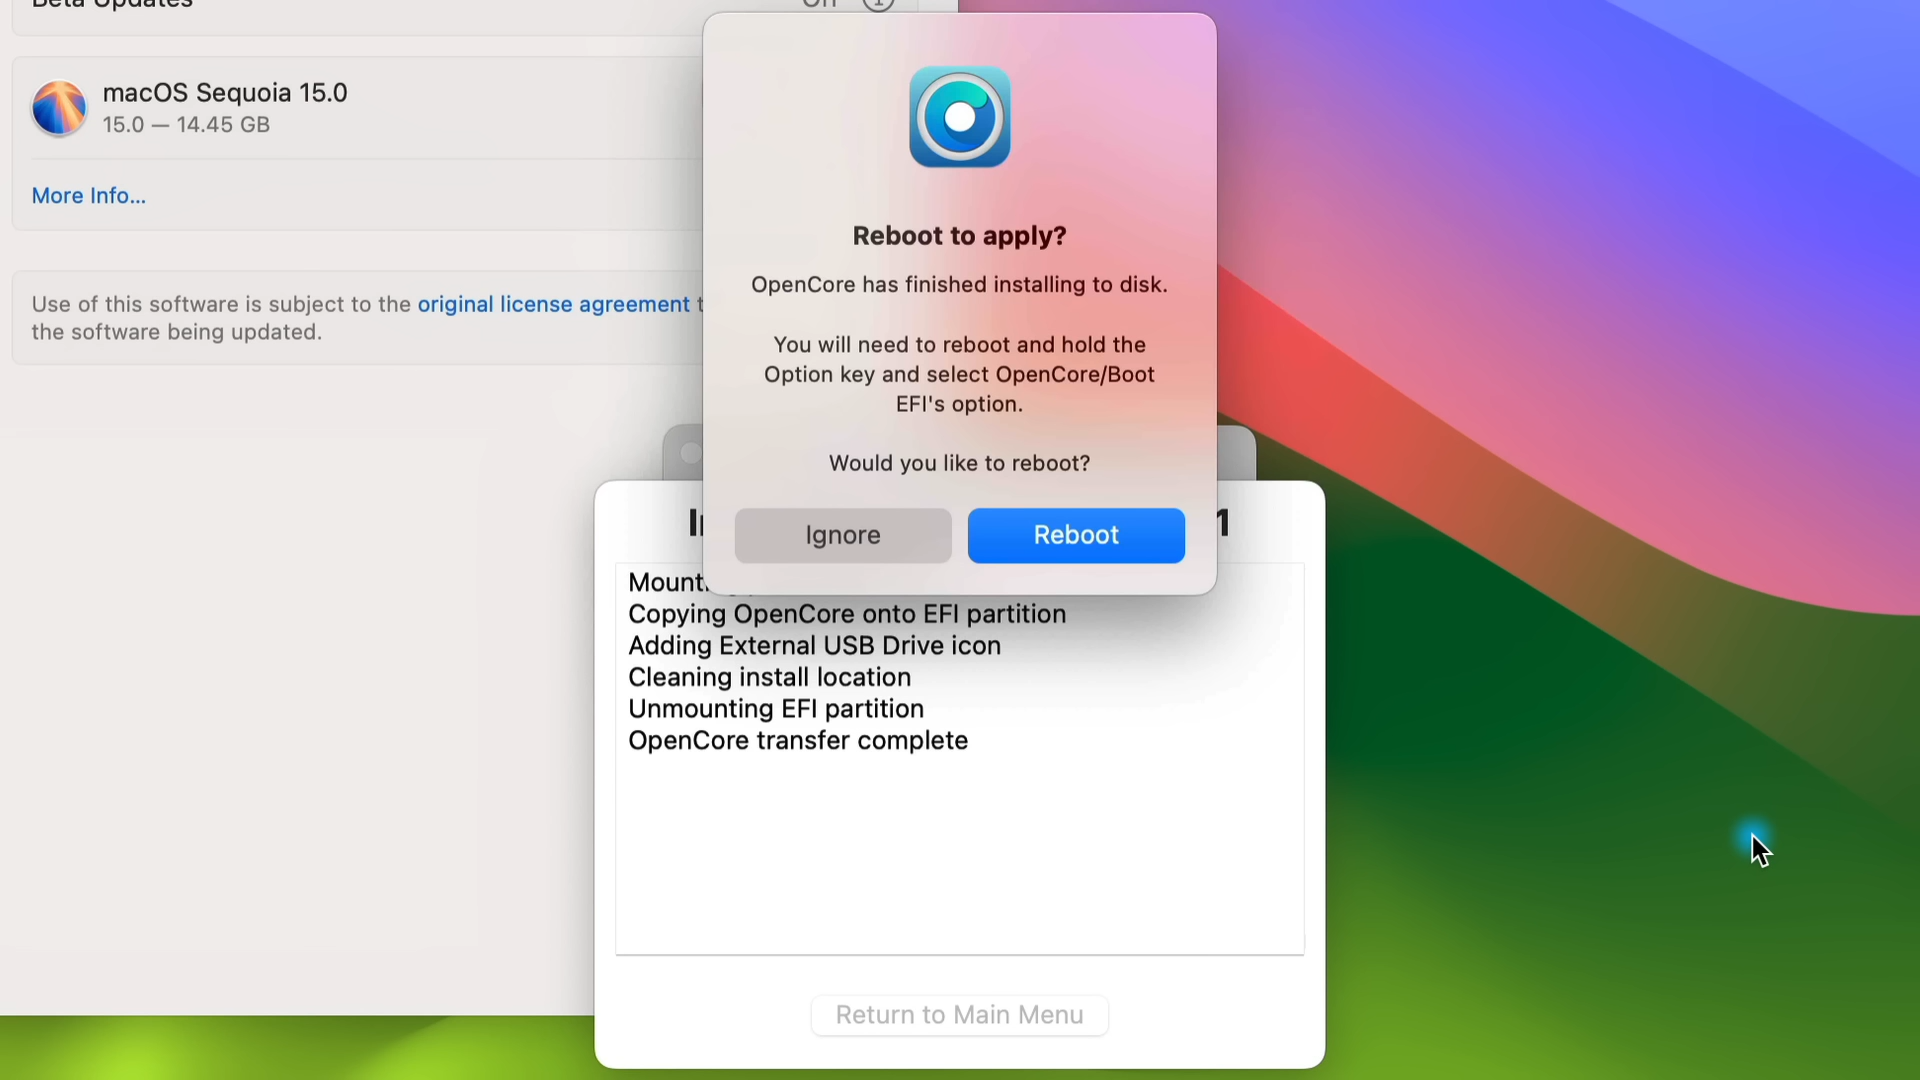 Beta Updates
macOS Sequoia 15.0
15.0 — 14.45 GB
More Info...
Use of this software is subject to the original license agreement
the software being updated.
Reboot to apply?
OpenCore has finished installing to disk.
You will need to reboot and hold the
Option key and select OpenCore/Boot
EFI's option.
Would you like to reboot?
Ignore
Reboot
Copying OpenCore onto EFI partition
Adding External USB Drive icon
Cleaning install location
Unmounting EFI partition
OpenCore transfer complete
Return to Main Menu